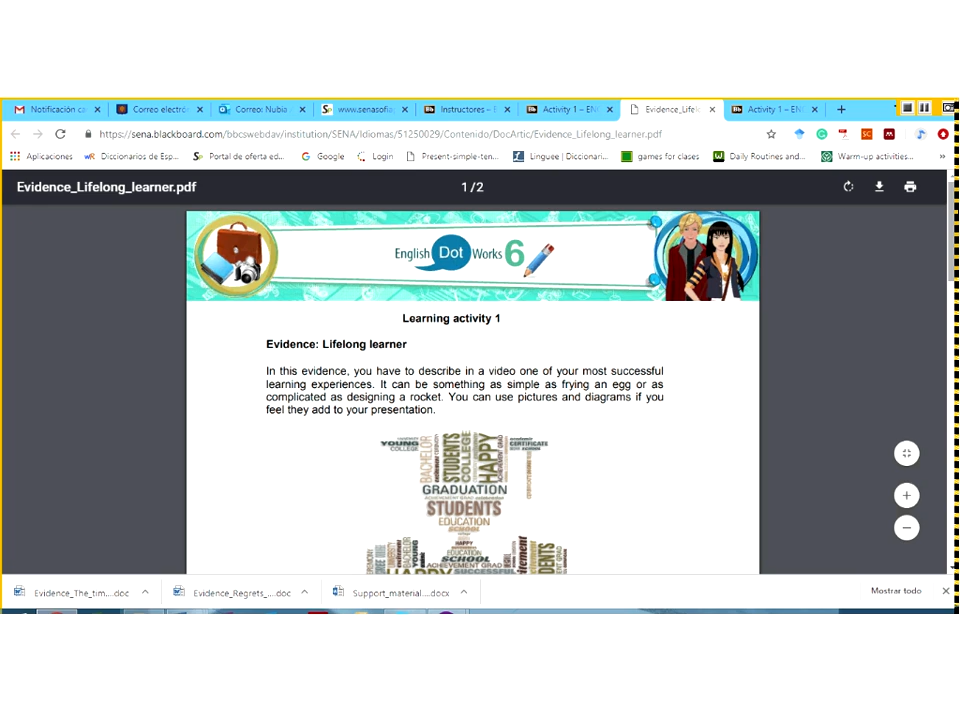 Notificación ca
Correo electró
Correo: Nubia
www.senasofia
Instructores – E
Activity 1 – EN
Evidence_Lifel
Activity 1 – EN
https://sena.blackboard.com/bbcswebdav/institution/SENA/Idiomas/51250029/Contenido/DocArtic/Evidence_Lifelong_learner.pdf
Aplicaciones
Diccionarios de Esp...
Portal de oferta ed...
Google
Login
Present-simple-ten...
Linguee | Diccionari...
games for clases
Daily Routines and...
Warm-up activities...
Evidence_Lifelong_learner.pdf
1 / 2
English Dot Works 6
Learning activity 1
Evidence: Lifelong learner
In this evidence, you have to describe in a video one of your most successful
learning experiences. It can be something as simple as frying an egg or as
complicated as designing a rocket. You can use pictures and diagrams if you
feel they add to your presentation.
YOUNG
COLLEGE
BACHELOR
STUDENTS
COLLEGE
HAPPY
CERTIFICATE
GRADUATION
STUDENTS
EDUCATION
SCHOOL
HAPPY
EDUCATION
SCHOOL
ACHIEVEMENT GRAD
HAPPY
SUCCESSFUL
Evidence_The_tim....doc
Evidence_Regrets_...doc
Support_material....docx
Mostrar todo